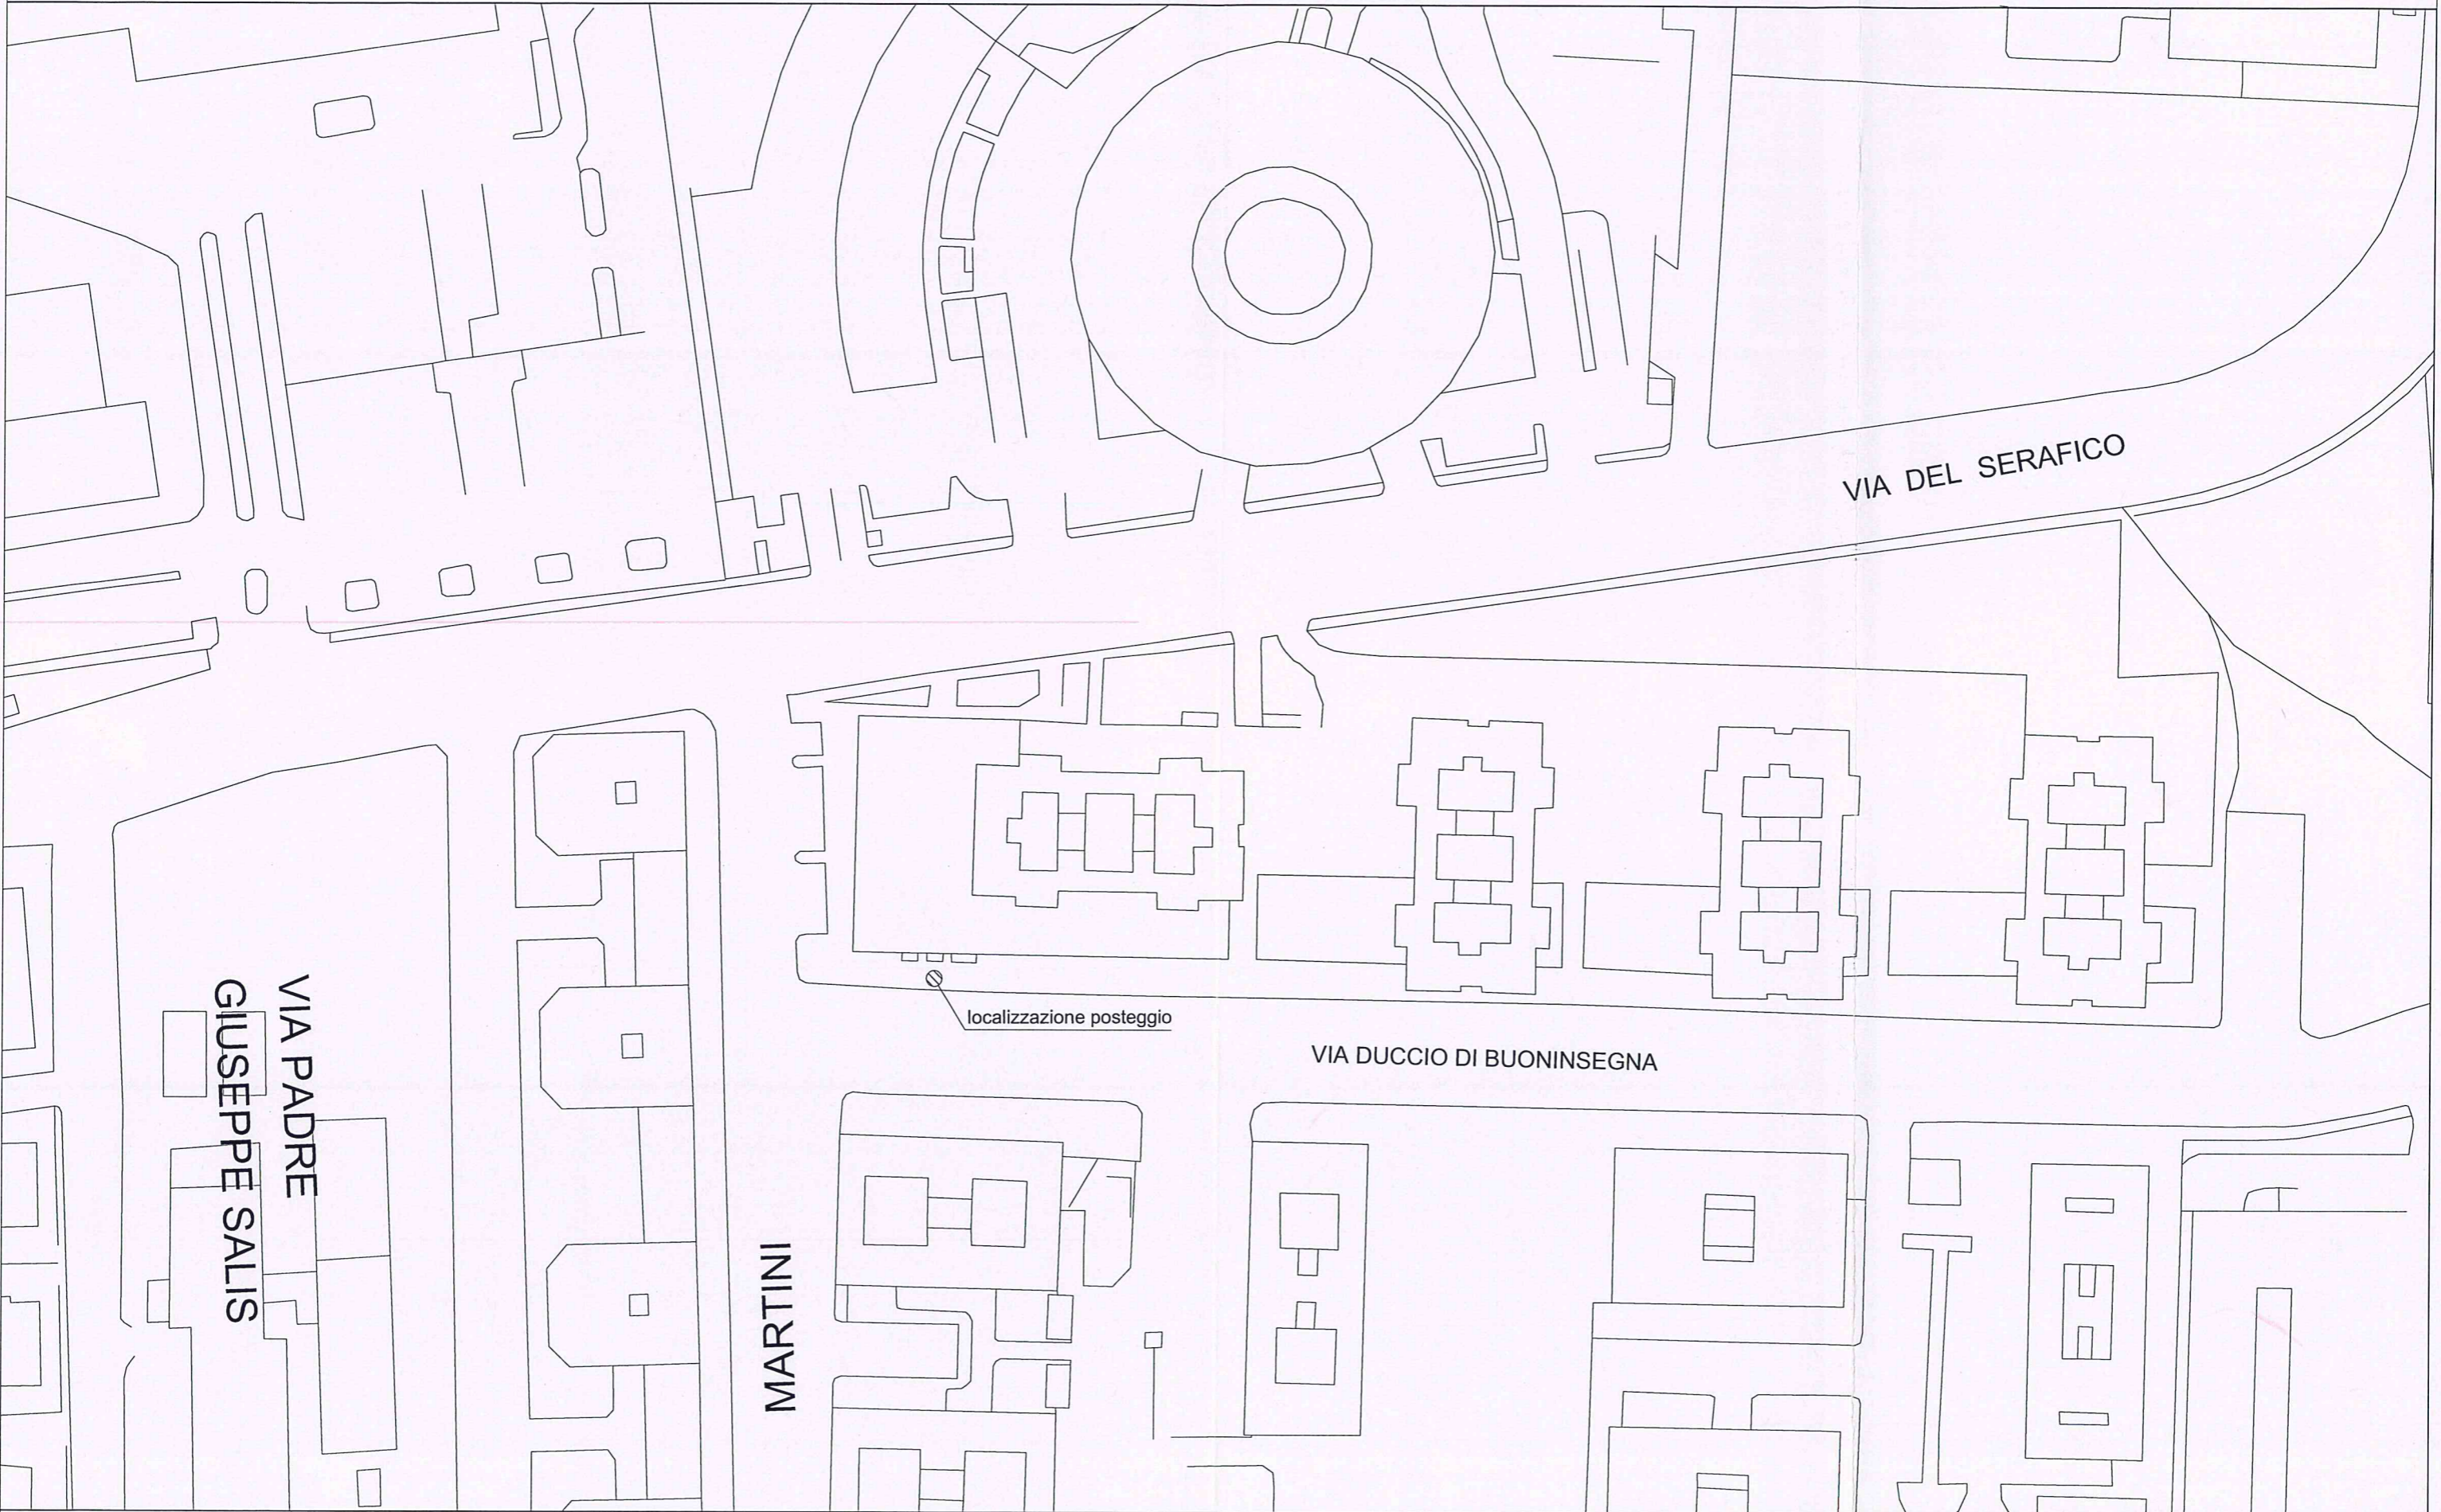 VIA DEL SERAFICO
localizzazione posteggio
VIA DUCCIO DI BUONINSEGNA
VIA PADRE
GIUSEPPE SALIS
MARTINI